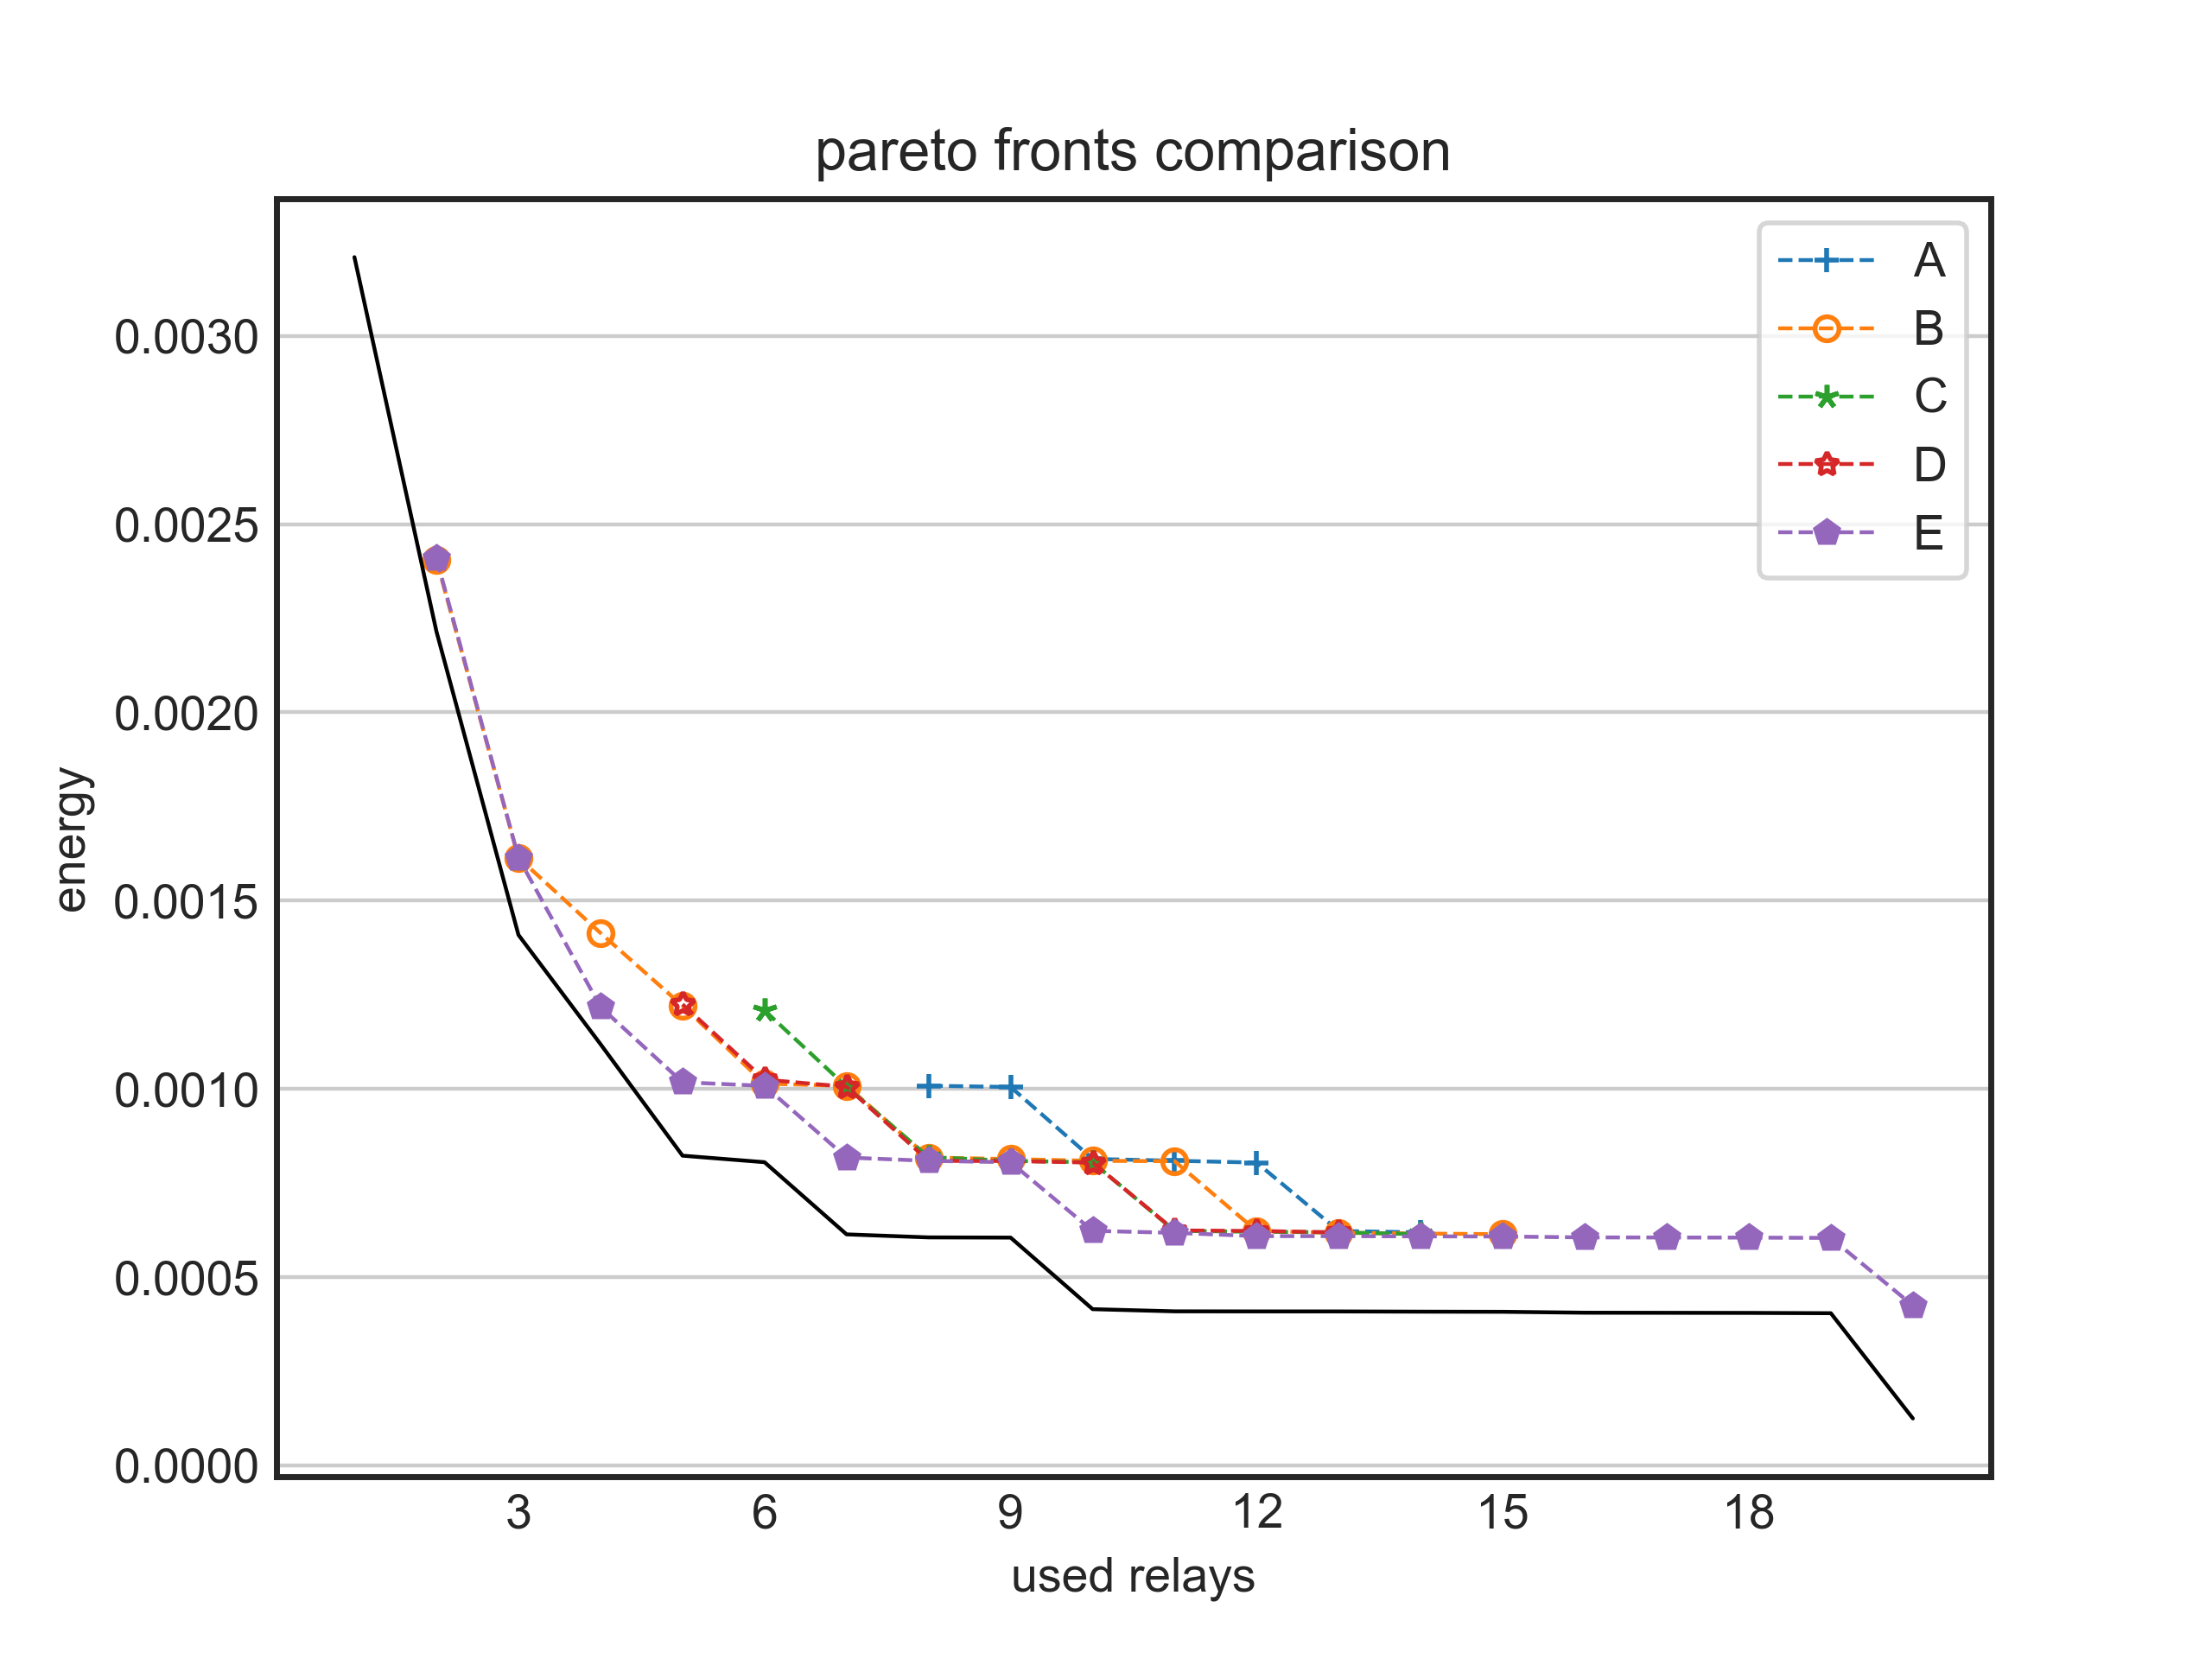 pareto fronts comparison
A
B
C
D
E
0.0030
0.0025
0.0020
0.0015
0.0010
0.0005
0.0000
energy
3 6 9 12 15 18
used relays